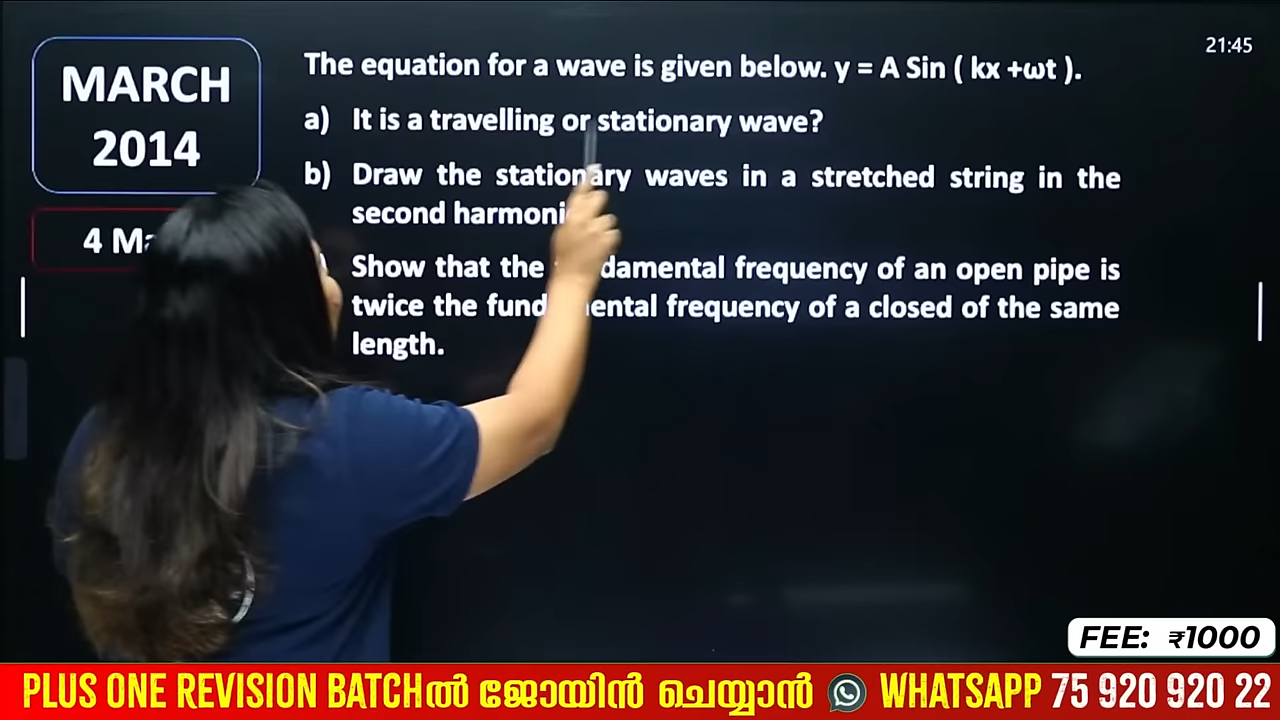 21:45
MARCH
2014
4 Ma
The equation for a wave is given below. y = A Sin ( kx +ωt ).
a) It is a travelling or stationary wave?
b) Draw the stationary waves in a stretched string in the
second harmoni
Show that the damental frequency of an open pipe is
twice the fund ental frequency of a closed of the same
length.
FEE: ₹1000
PLUS ONE REVISION BATCHൽ ജോയിൻ ചെയ്യാൻ WHATSAPP 75 920 920 22